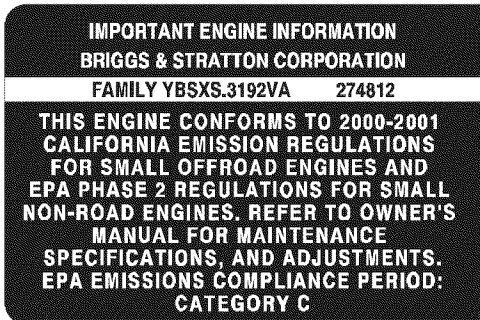 IMPORTANT ENGINE INFORMATION
BRIGGS & STRATTON CORPORATION
FAMILY YBSXS.3192VA 274812
THIS ENGINE CONFORMS TO 2000-2001
CALIFORNIA EMISSION REGULATIONS
FOR SMALL OFFROAD ENGINES AND
EPA PHASE 2 REGULATIONS FOR SMALL
NON-ROAD ENGINES. REFER TO OWNER'S
MANUAL FOR MAINTENANCE
SPECIFICATIONS, AND ADJUSTMENTS.
EPA EMISSIONS COMPLIANCE PERIOD:
CATEGORY C